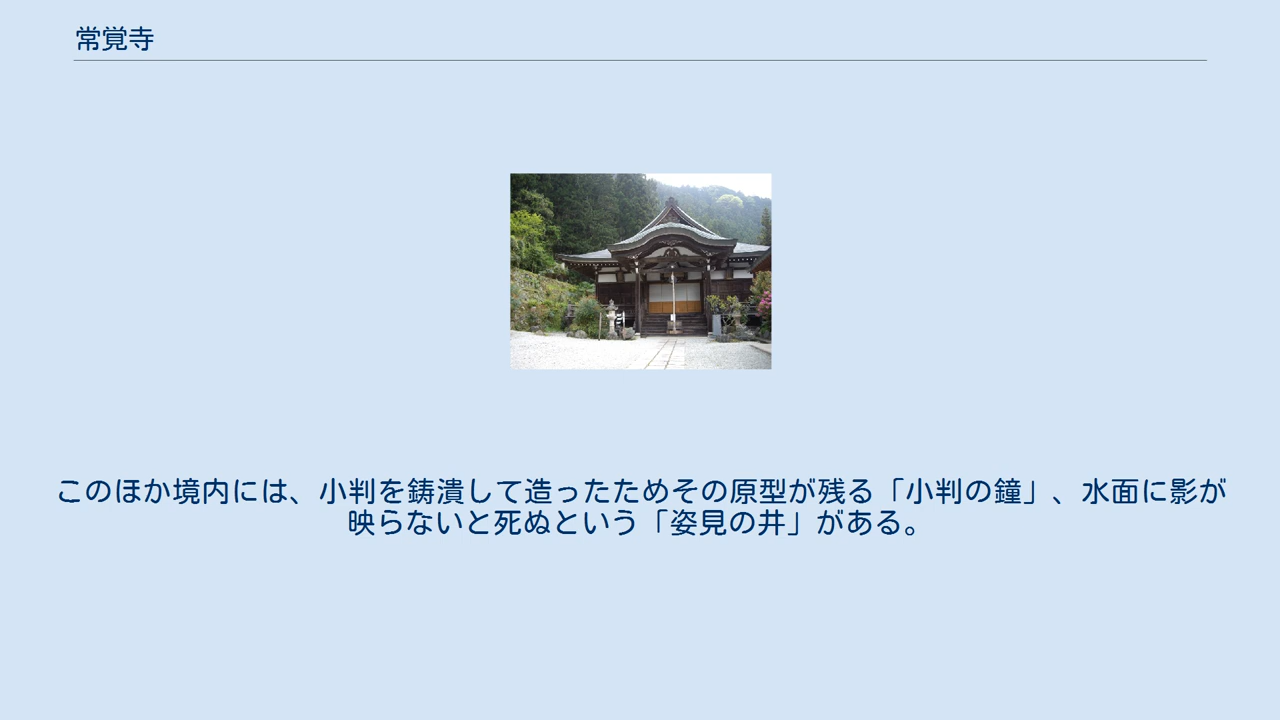 常覚寺
このほか境内には、小判を鋳潰して造ったためその原型が残る「小判の鐘」、水面に影が
映らないと死ぬという「姿見の井」がある。